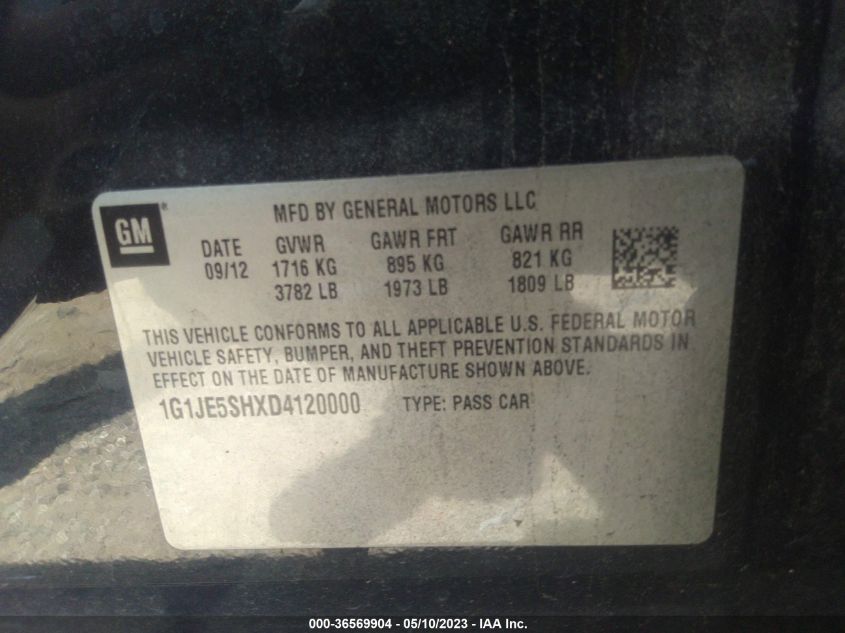 GM
MFD BY GENERAL MOTORS LLC
DATE GVWR GAWR FRT GAWR RR
09/12 1716 KG 895 KG 821 KG
3782 LB 1973 LB 1809 LB
THIS VEHICLE CONFORMS TO ALL APPLICABLE U.S. FEDERAL MOTOR
VEHICLE SAFETY, BUMPER, AND THEFT PREVENTION STANDARDS IN
EFFECT ON THE DATE OF MANUFACTURE SHOWN ABOVE.
1G1JE5SHXD4120000 TYPE: PASS CAR
000-36569904 - 05/10/2023 - IAA Inc.